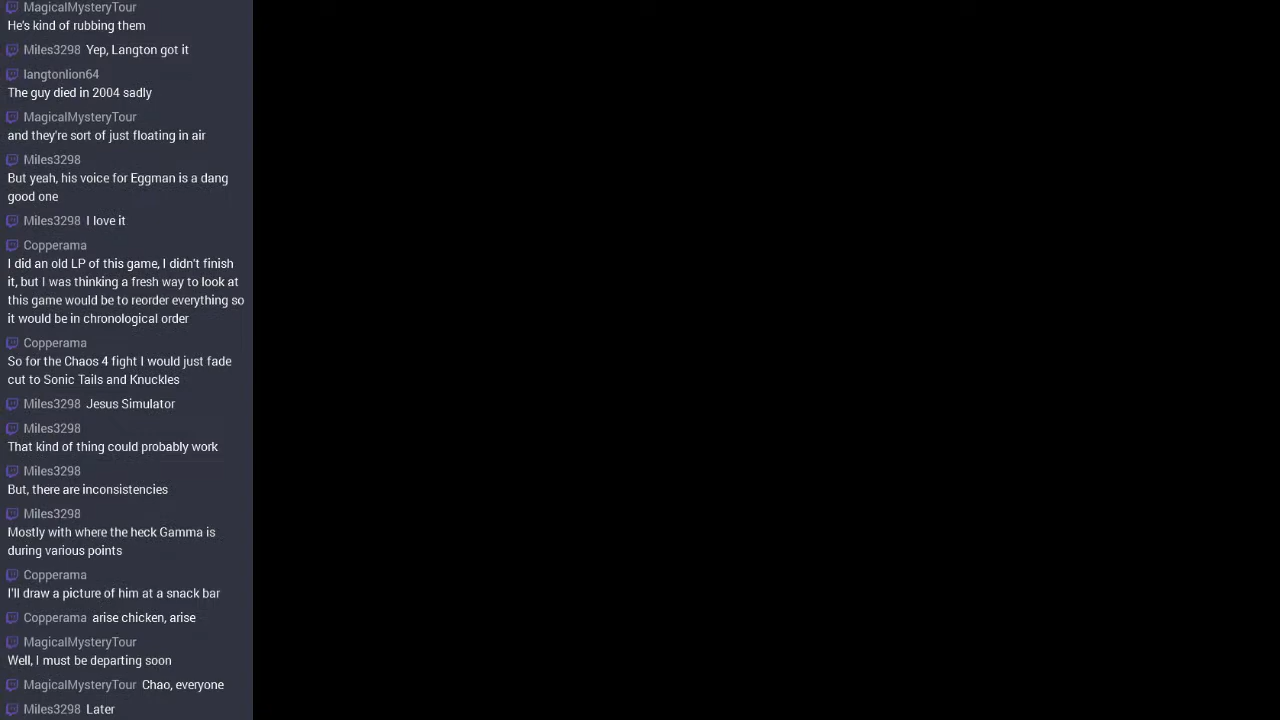 MagicalMysteryTour
He's kind of rubbing them
Miles3298 Yep, Langton got it
langtonlion64
The guy died in 2004 sadly
MagicalMysteryTour
and they're sort of just floating in air
Miles3298
But yeah, his voice for Eggman is a dang
good one
Miles3298 I love it
Copperama
I did an old LP of this game, I didn't finish
it, but I was thinking a fresh way to look at
this game would be to reorder everything so
it would be in chronological order
Copperama
So for the Chaos 4 fight I would just fade
cut to Sonic Tails and Knuckles
Miles3298 Jesus Simulator
Miles3298
That kind of thing could probably work
Miles3298
But, there are inconsistencies
Miles3298
Mostly with where the heck Gamma is
during various points
Copperama
I'll draw a picture of him at a snack bar
Copperama arise chicken, arise
MagicalMysteryTour
Well, I must be departing soon
MagicalMysteryTour Chao, everyone
Miles3298 Later